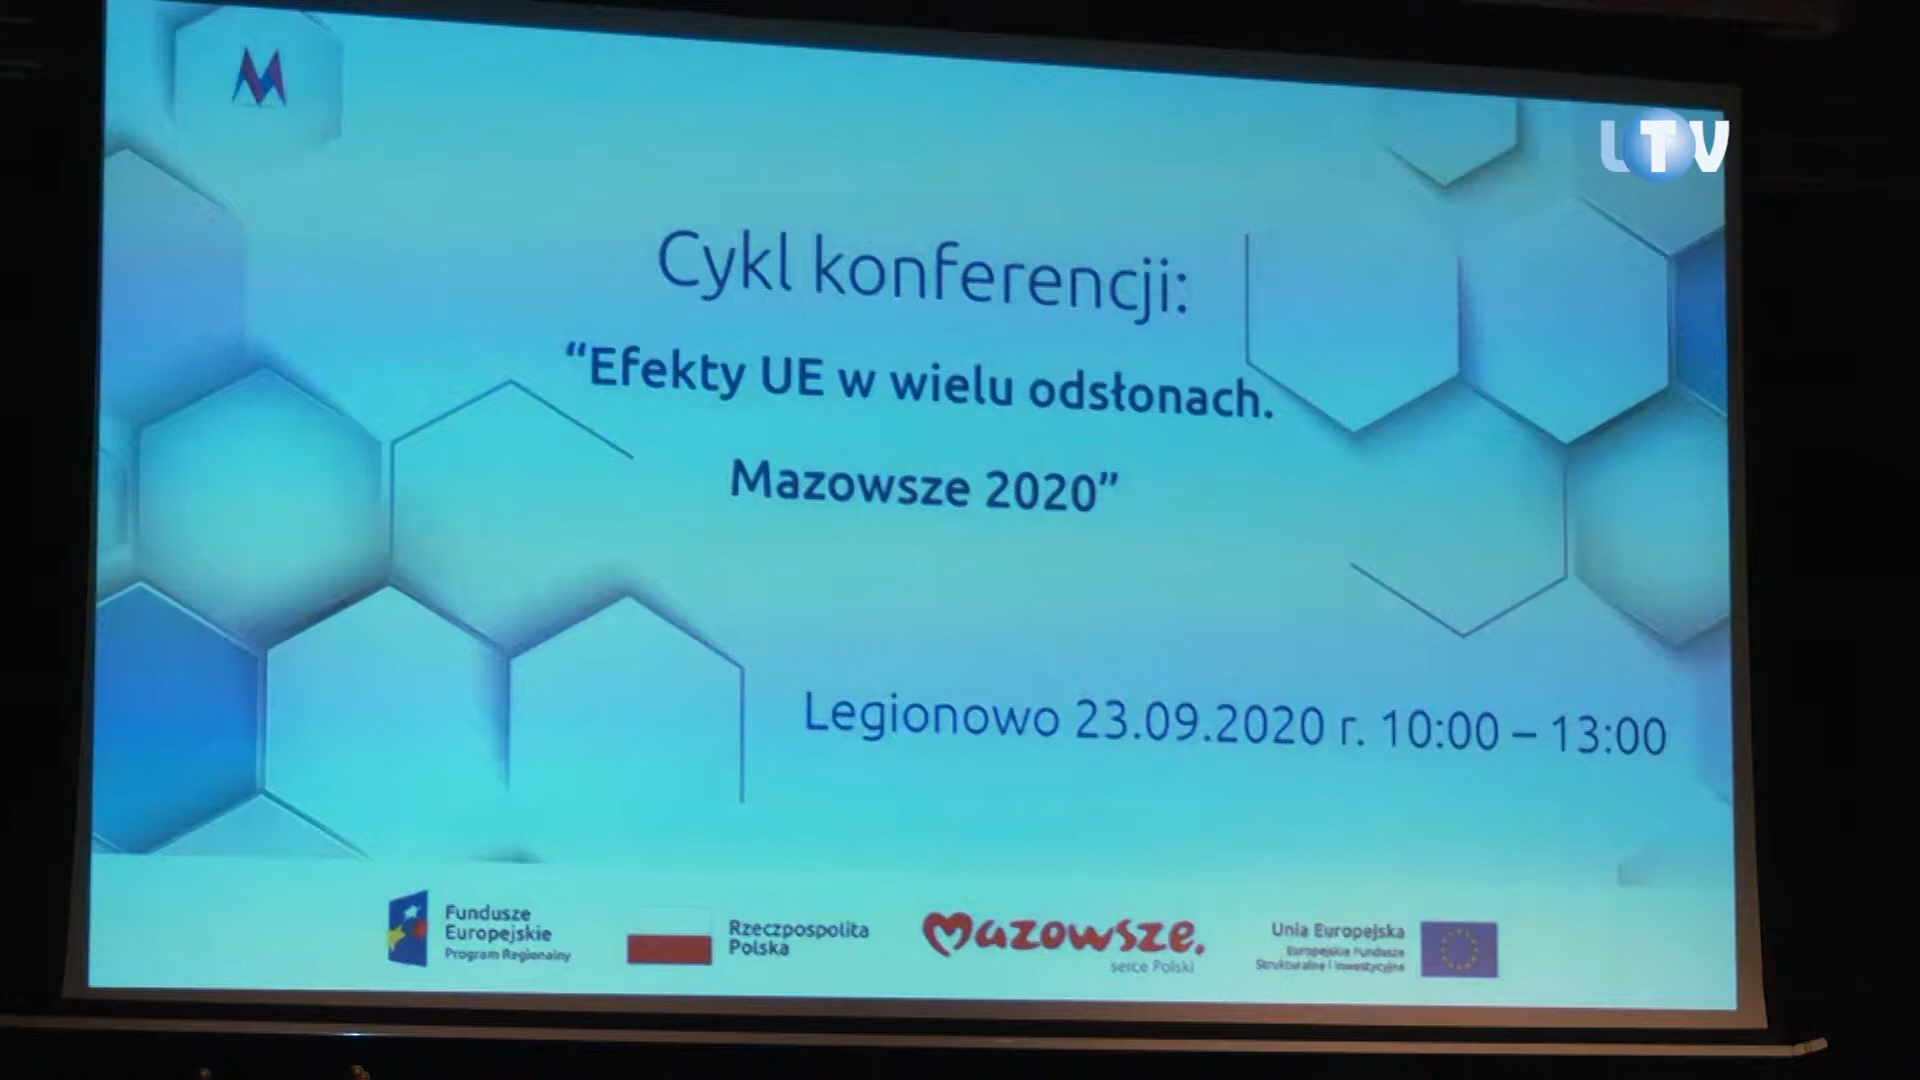 LTV
Cykl konferencji:
“Efekty UE w wielu odsłonach.
Mazowsze 2020”
Legionowo 23.09.2020 r. 10:00 – 13:00
Fundusze
Europejskie
Program Regionalny
Rzeczpospolita
Polska
Mazowsze.
serce Polski
Unia Europejska
Europejskie Fundusze
Strukturalne i Inwestycyjne